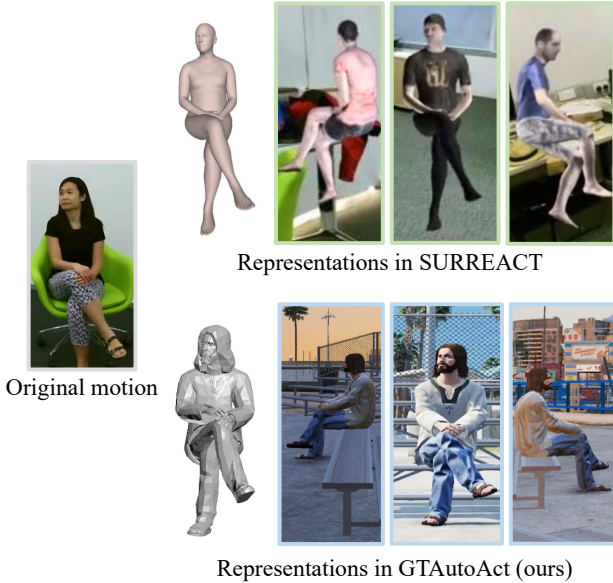 Representations in SURREACT
Original motion
Representations in GTAutoAct (ours)